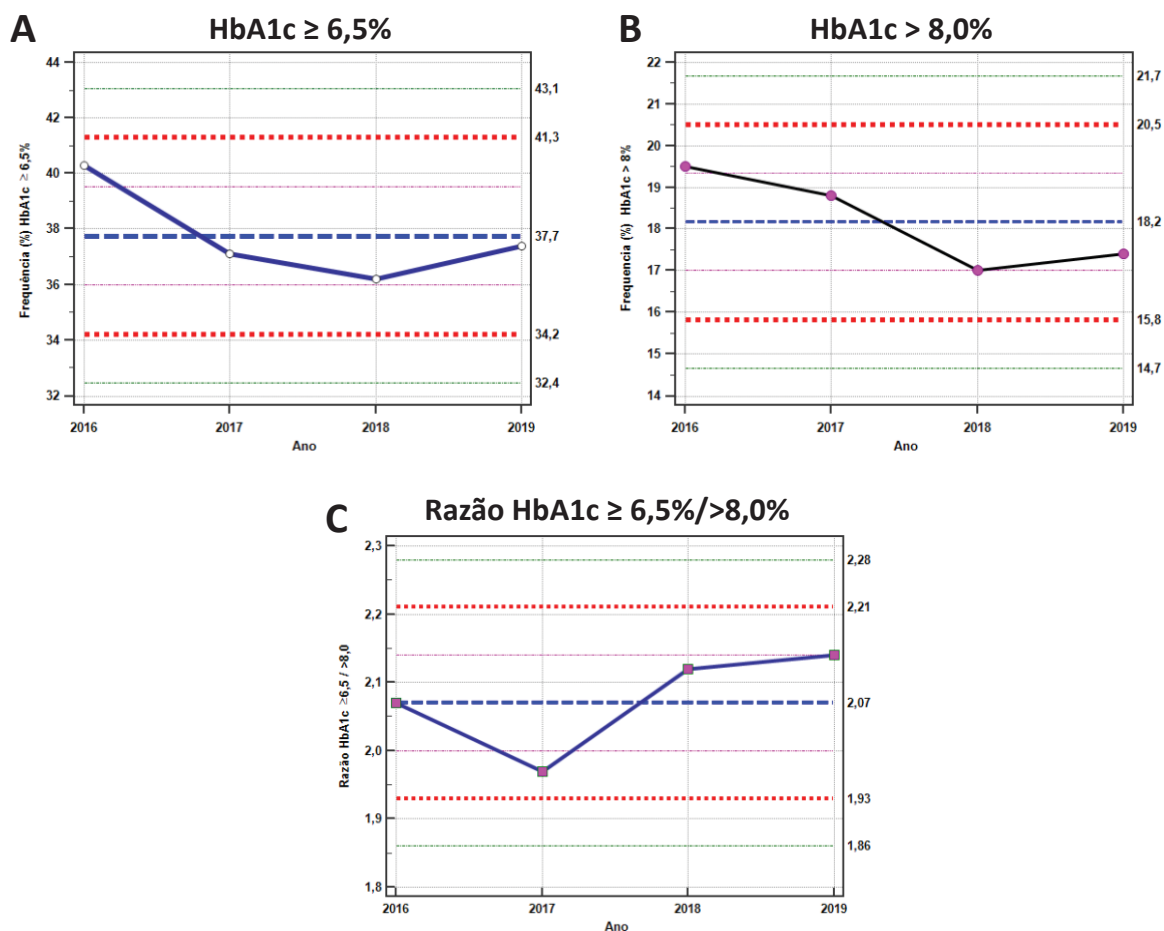 A
HbA1c ≥ 6,5%
Frequência (%) HbA1c ≥ 6,5%
44
42
40
38
36
34
32
43,1
41,3
37,7
34,2
32,4
2016 2017 2018 2019
Ano
B
HbA1c > 8,0%
Frequencia (%) HbA1c > 8%
22
21
20
19
18
17
16
15
14
21,7
20,5
18,2
15,8
14,7
2016 2017 2018 2019
Ano
C
Razão HbA1c ≥ 6,5%/>8,0%
Razão HbA1c ≥6,5 / >8,0
2,3
2,2
2,1
2,0
1,9
1,8
2,28
2,21
2,07
1,93
1,86
2016 2017 2018 2019
Ano